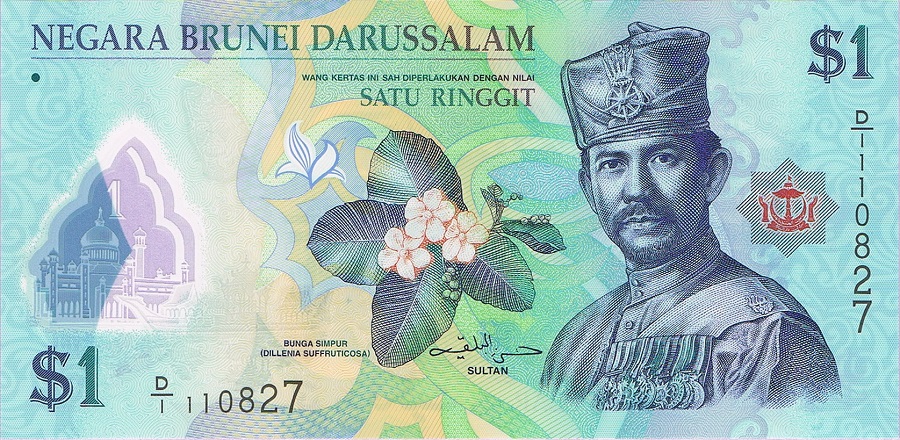 NEGARA BRUNEI DARUSSALAM
$1
WANG KERTAS INI SAH DIPERLAKUKAN DENGAN NILAI
SATU RINGGIT
D/1 110827
1
BUNGA SIMPUR
(DILLENIA SUFFRUTICOSA)
SULTAN
$1
D/1 110827